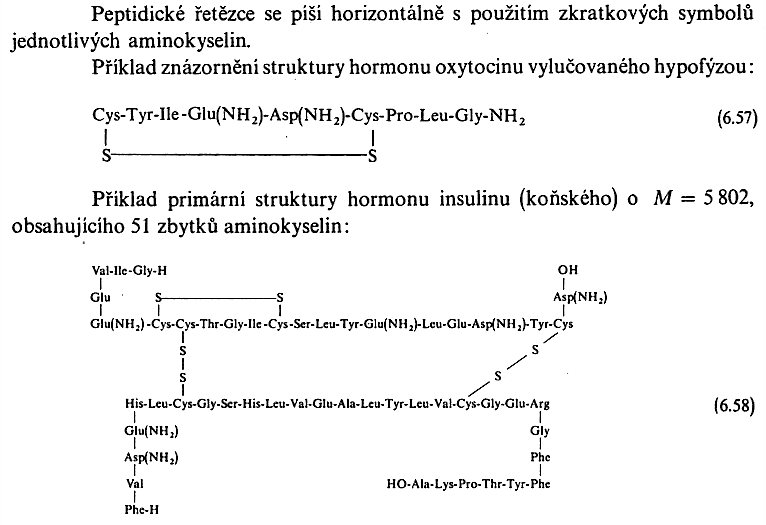 Peptidické řetězce se píší horizontálně s použitím zkratkových symbolů
jednotlivých aminokyselin.
Příklad znázornění struktury hormonu oxytocinu vylučovaného hypofýzou:
Cys-Tyr-Ile-Glu(NH₂)-Asp(NH₂)-Cys-Pro-Leu-Gly-NH₂ (6.57)
S S
Příklad primární struktury hormonu insulinu (koňského) o M = 5 802,
obsahujícího 51 zbytků aminokyselin:
Val-Ile-Gly-H OH
Glu S S Asp(NH₂)
Glu(NH₂)-Cys-Cys-Thr-Gly-Ile-Cys-Ser-Leu-Tyr-Glu(NH₂)-Leu-Glu-Asp(NH₂)-Tyr-Cys
S S
S S
His-Leu-Cys-Gly-Ser-His-Leu-Val-Glu-Ala-Leu-Tyr-Leu-Val-Cys-Gly-Glu-Arg (6.58)
Glu(NH₂) Gly
Asp(NH₂) Phe
Val HO-Ala-Lys-Pro-Thr-Tyr-Phe
Phe-H